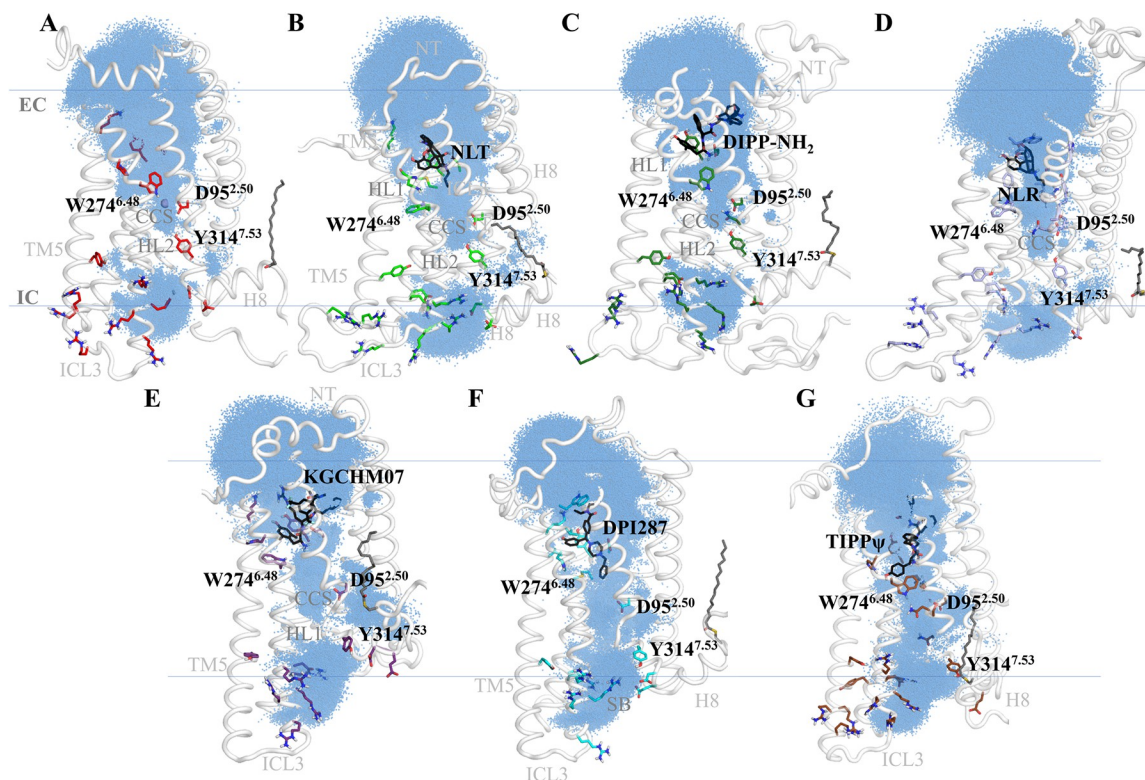 A
EC
W274^6.48
D95^2.50
CCS
HL2
Y314^7.53
TM5
H8
IC
ICL3
B
NT
TM5
NLT
H8
HL1
W274^6.48
D95^2.50
CCS
HL2
Y314^7.53
TM5
H8
H8
ICL3
C
NT
DIPP-NH₂
HL1
W274^6.48
D95^2.50
CCS
HL2
Y314^7.53
D
NLR
W274^6.48
D95^2.50
CCS
Y314^7.53
E
NT
KGCHM07
W274^6.48
D95^2.50
CCS
HL1
Y314^7.53
TM5
ICL3
F
DPI287
W274^6.48
D95^2.50
Y314^7.53
TM5
SB
H8
ICL3
G
TIPPψ
W274^6.48
D95^2.50
Y314^7.53
H8
ICL3